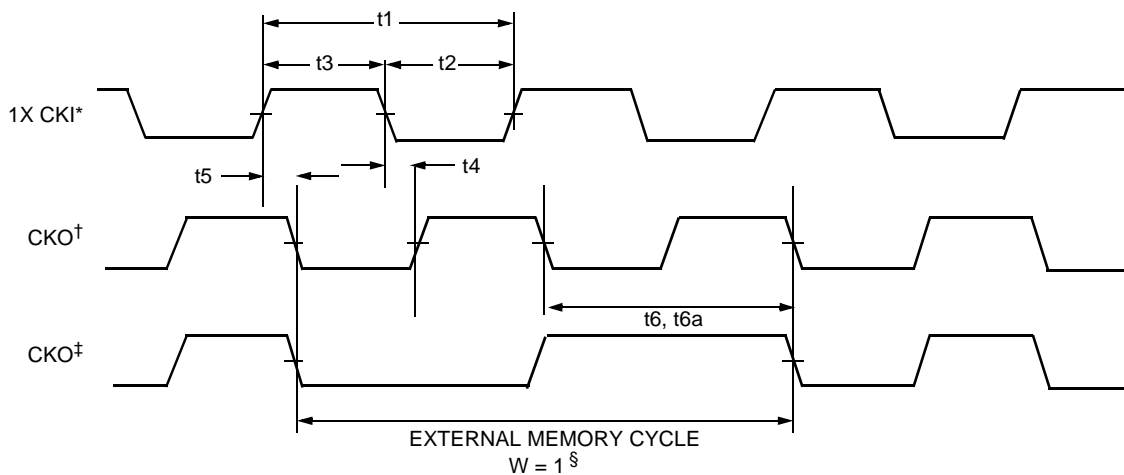 t1
t3 t2
1X CKI*
t5 t4
CKO†
t6, t6a
CKO‡
EXTERNAL MEMORY CYCLE
W = 1 §